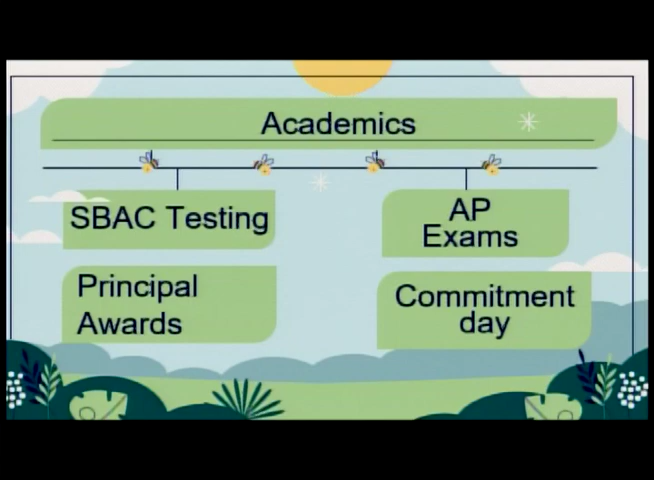 Academics
SBAC Testing
AP
Exams
Principal
Awards
Commitment
day